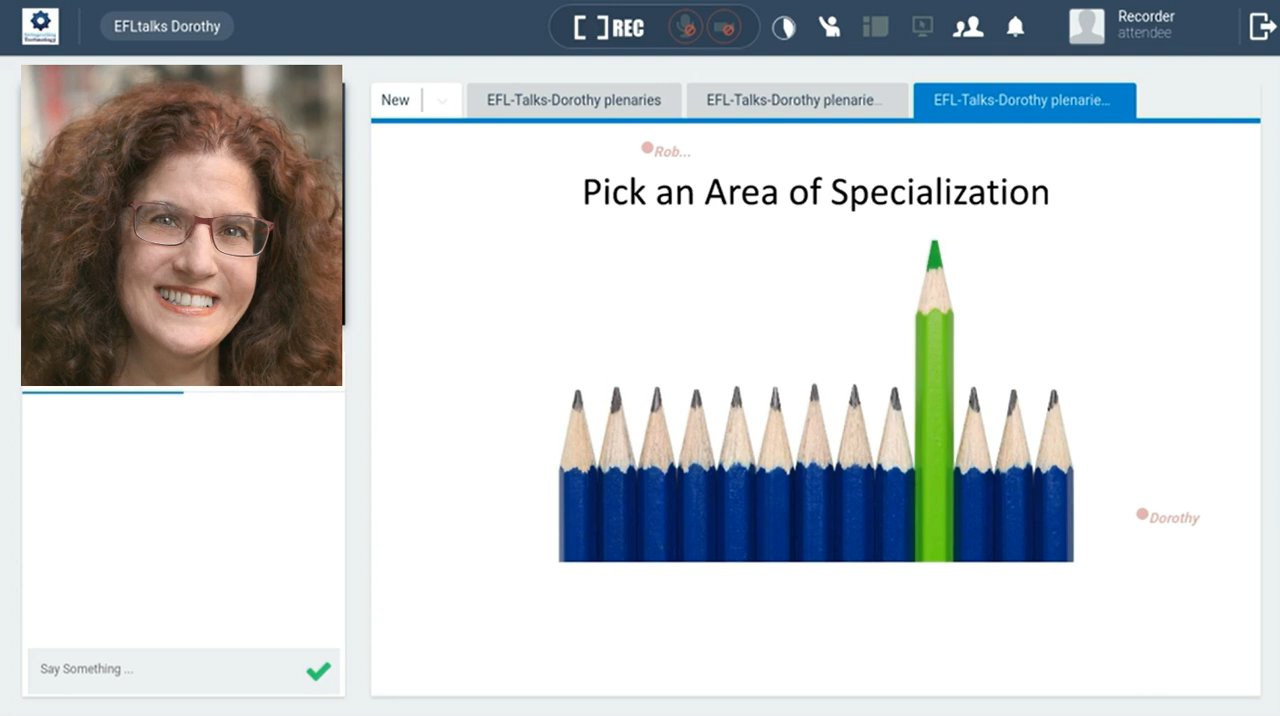 EFLtalks Dorothy
[ ]REC
Recorder
attendee
New
EFL-Talks-Dorothy plenaries
EFL-Talks-Dorothy plenarie...
EFL-Talks-Dorothy plenarie...
Rob...
Pick an Area of Specialization
Dorothy
Say Something ...